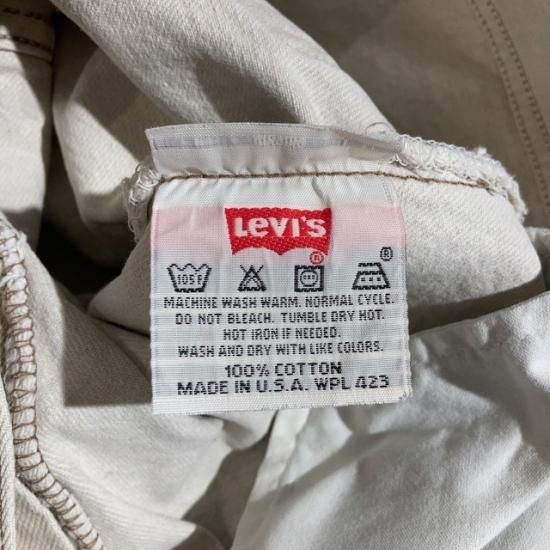 Levi's
®
®
105 F
MACHINE WASH WARM. NORMAL CYCLE.
DO NOT BLEACH. TUMBLE DRY HOT.
HOT IRON IF NEEDED.
WASH AND DRY WITH LIKE COLORS.
100% COTTON
MADE IN U.S.A. WPL 423